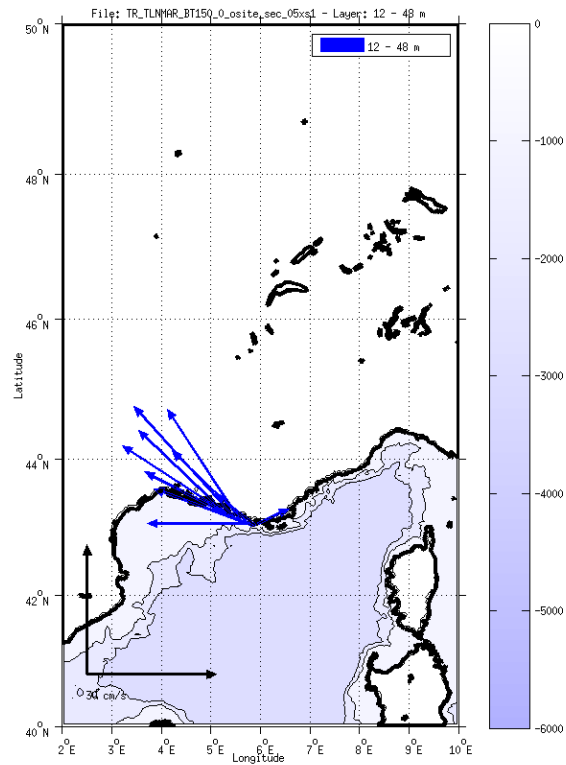 File: TR_TLNMAR_BT150_0_osite_sec_05xs1 - Layer: 12 - 48 m
50°N
12 - 48 m
0
-1000
48°N
-2000
46°N
-3000
Latitude
44°N
-4000
42°N
-5000
cm/s
40°N
-6000
2°E 3°E 4°E 5°E 6°E 7°E 8°E 9°E 10°E
Longitude